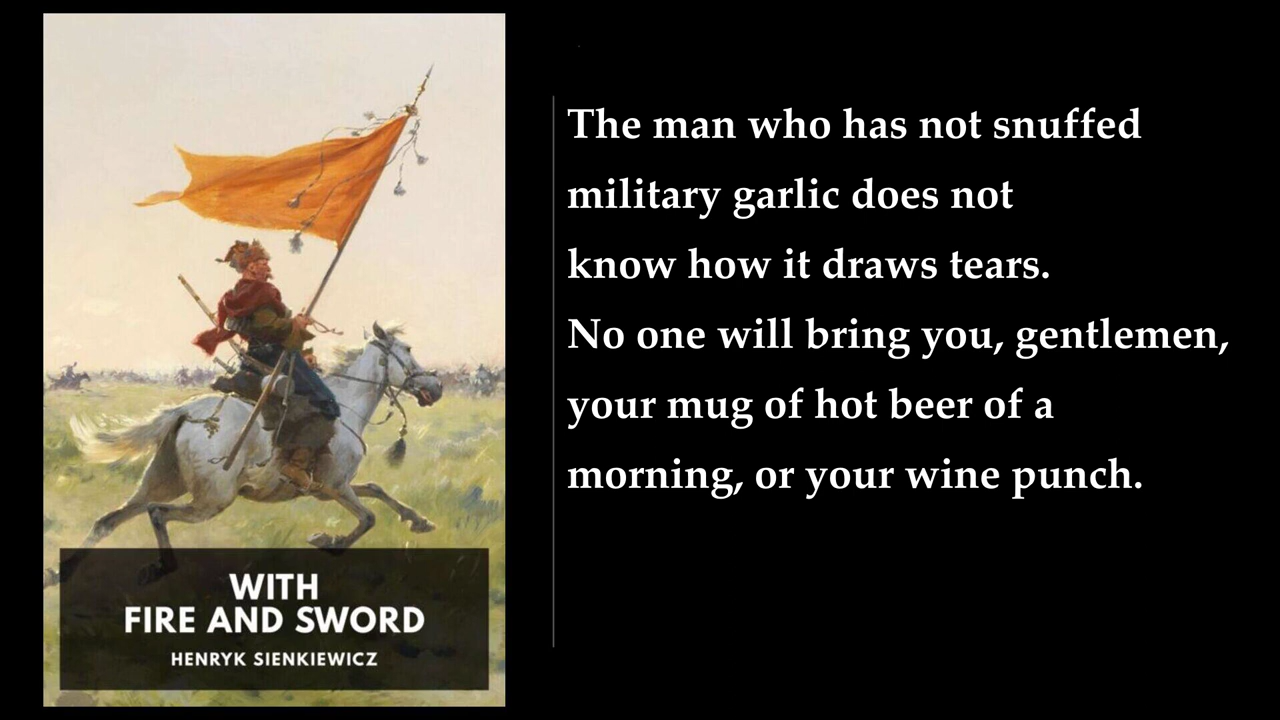 WITH
FIRE AND SWORD
HENRYK SIENKIEWICZ
The man who has not snuffed
military garlic does not
know how it draws tears.
No one will bring you, gentlemen,
your mug of hot beer of a
morning, or your wine punch.